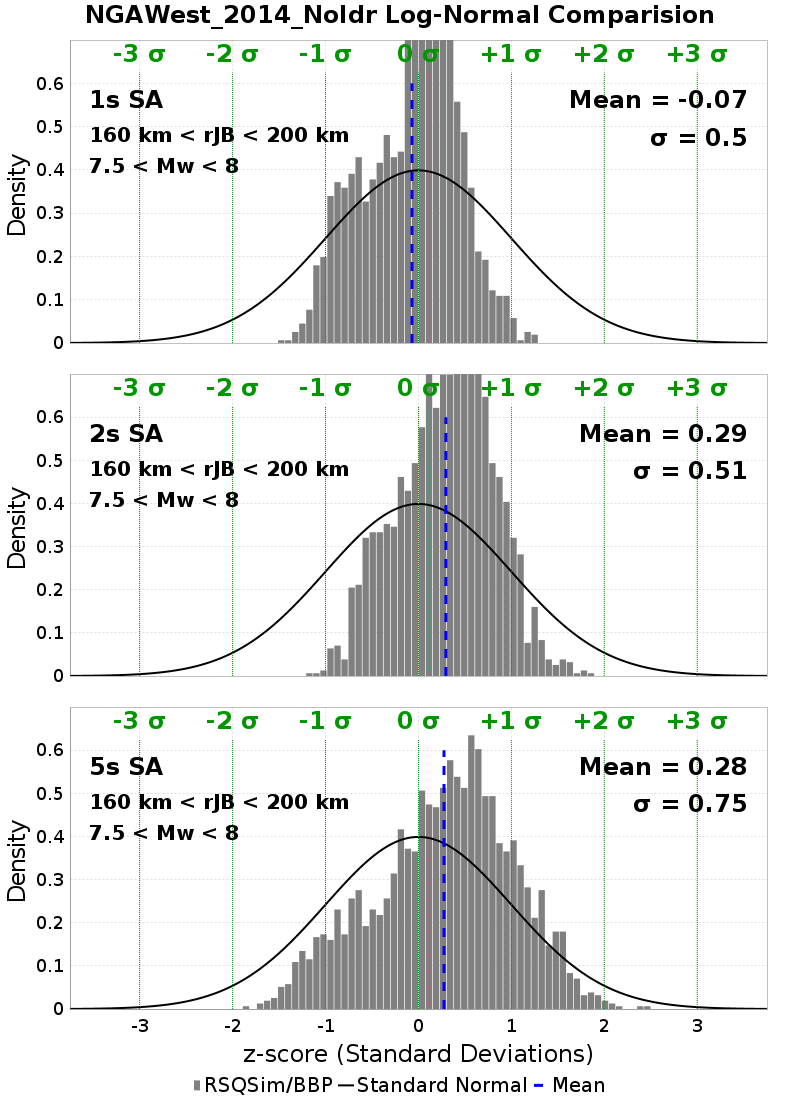 NGAWest_2014_NoIdr Log-Normal Comparision
-3 σ -2 σ -1 σ 0 σ +1 σ +2 σ +3 σ
1s SA
Mean = -0.07
160 km < rJB < 200 km
σ = 0.5
7.5 < Mw < 8
Density
0.6
0.5
0.4
0.3
0.2
0.1
0
-3 σ -2 σ -1 σ 0 σ +1 σ +2 σ +3 σ
2s SA
Mean = 0.29
160 km < rJB < 200 km
σ = 0.51
7.5 < Mw < 8
Density
0.6
0.5
0.4
0.3
0.2
0.1
0
-3 σ -2 σ -1 σ 0 σ +1 σ +2 σ +3 σ
5s SA
Mean = 0.28
160 km < rJB < 200 km
σ = 0.75
7.5 < Mw < 8
Density
0.6
0.5
0.4
0.3
0.2
0.1
0
-3 -2 -1 0 1 2 3
z-score (Standard Deviations)
RSQSim/BBP Standard Normal Mean